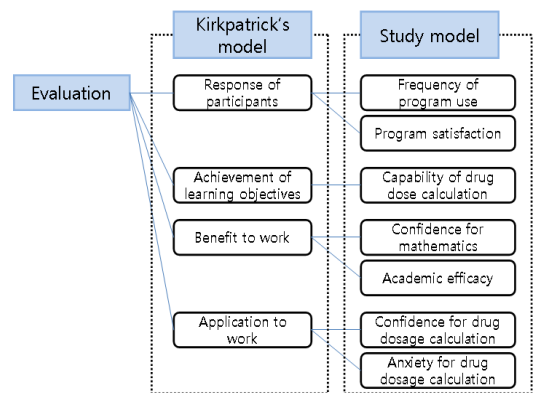 Kirkpatrick's
model
Study model
Evaluation
Response of
participants
Frequency of
program use
Program satisfaction
Achievement of
learning objectives
Capability of drug
dose calculation
Benefit to work
Confidence for
mathematics
Academic efficacy
Application to
work
Confidence for drug
dosage calculation
Anxiety for drug
dosage calculation